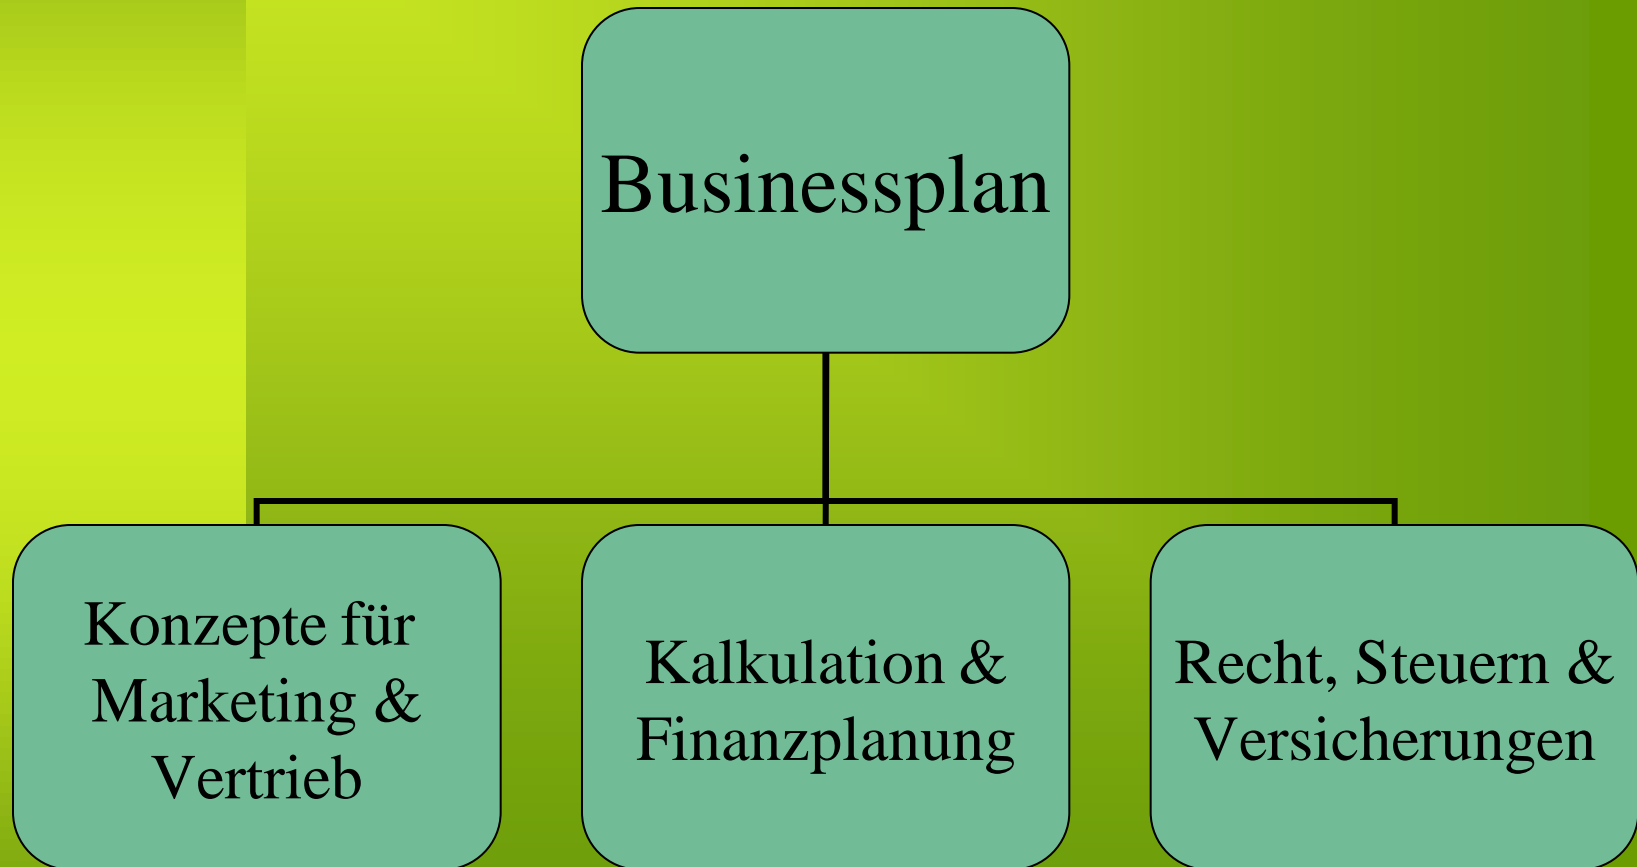 Businessplan
Konzepte für
Marketing &
Vertrieb
Kalkulation &
Finanzplanung
Recht, Steuern &
Versicherungen